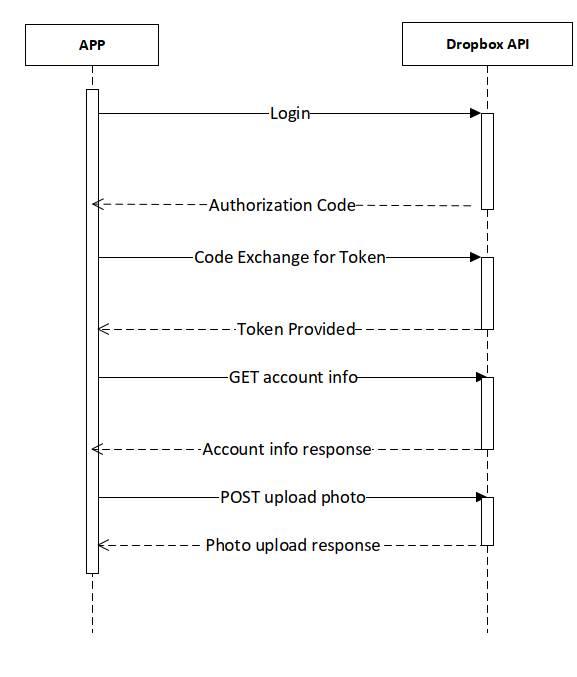 APP
Dropbox API
Login
Authorization Code
Code Exchange for Token
Token Provided
GET account info
Account info response
POST upload photo
Photo upload response